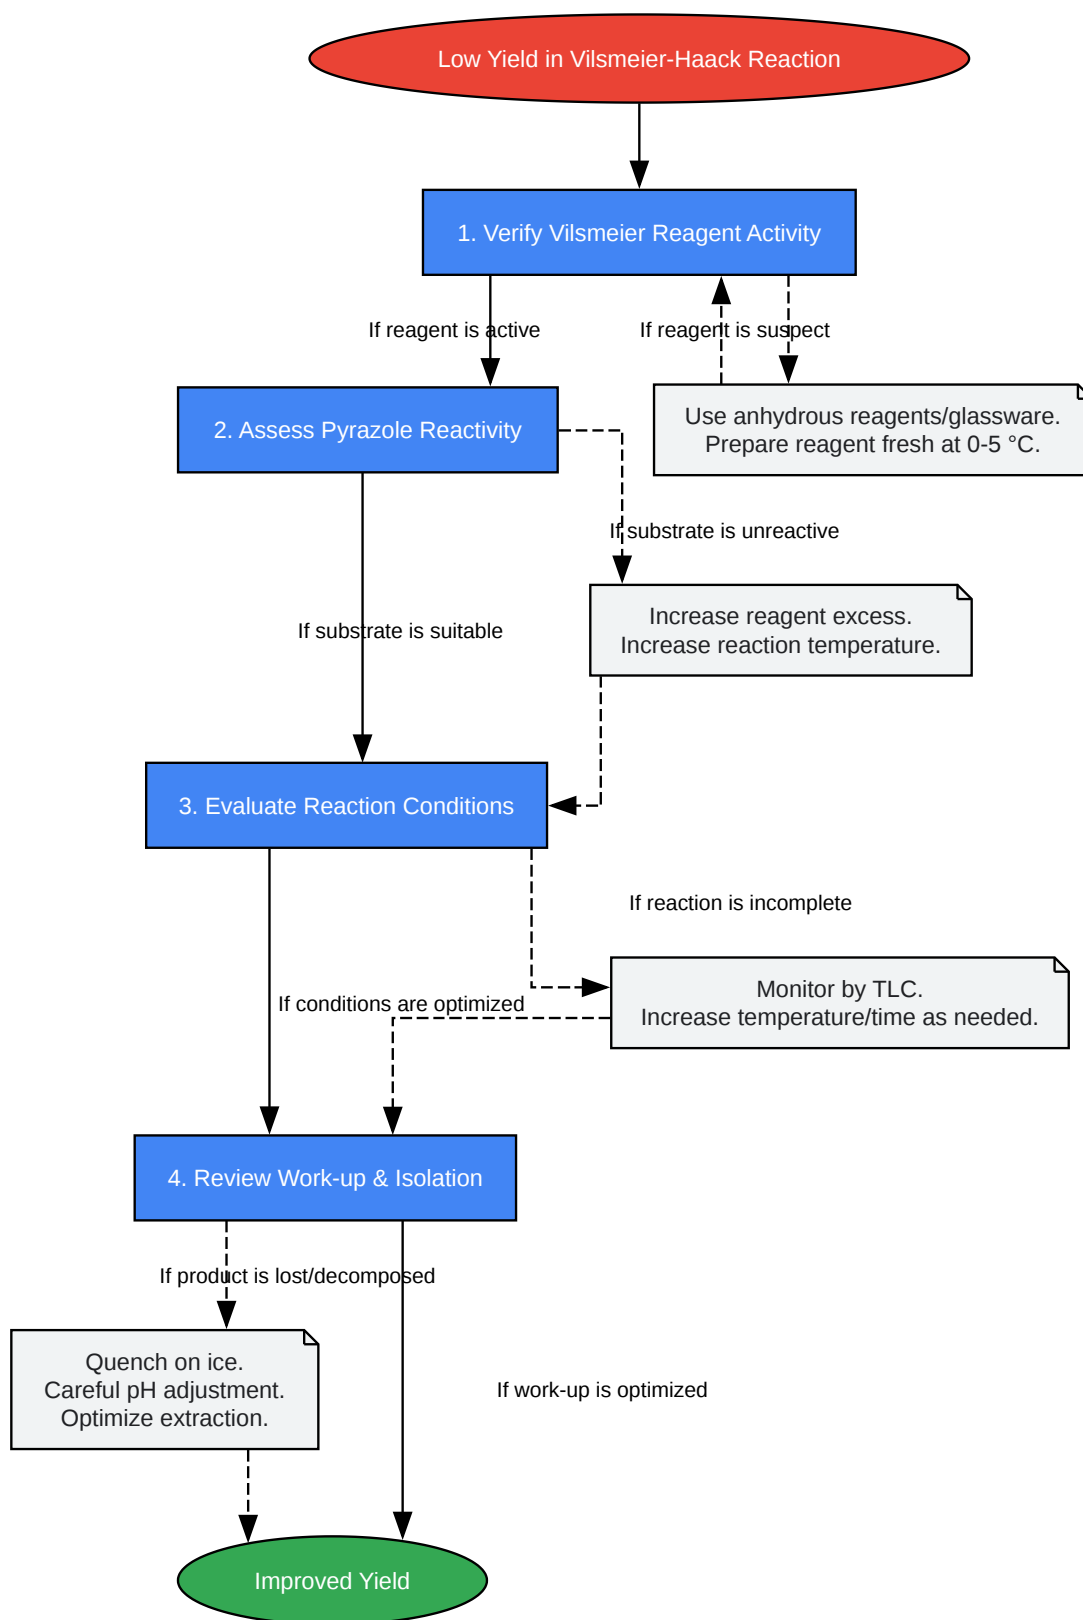 Low Yield in Vilsmeier-Haack Reaction
1. Verify Vilsmeier Reagent Activity
If reagent is active
If reagent is suspect
2. Assess Pyrazole Reactivity
Use anhydrous reagents/glassware.
Prepare reagent fresh at 0-5 °C.
If substrate is unreactive
Increase reagent excess.
Increase reaction temperature.
If substrate is suitable
3. Evaluate Reaction Conditions
If reaction is incomplete
Monitor by TLC.
Increase temperature/time as needed.
If conditions are optimized
4. Review Work-up & Isolation
If product is lost/decomposed
Quench on ice.
Careful pH adjustment.
Optimize extraction.
If work-up is optimized
Improved Yield